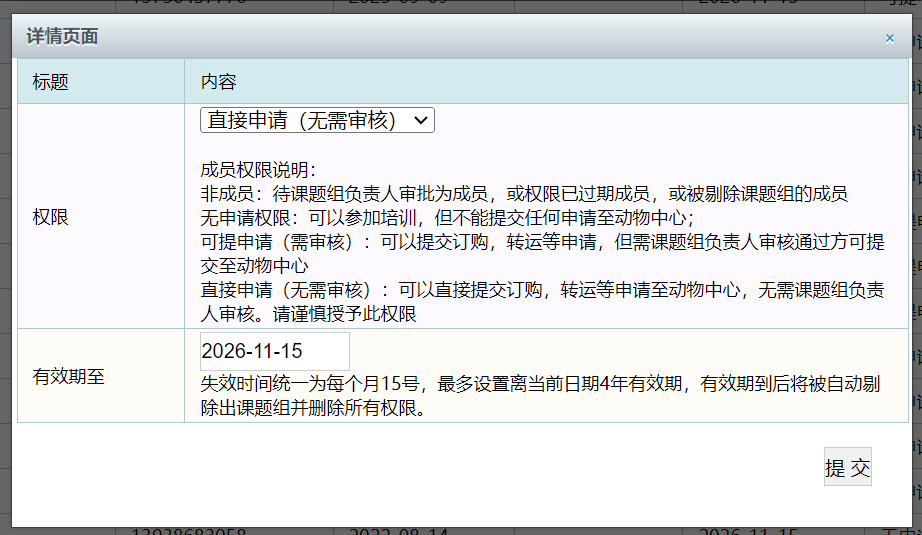 详情页面
×
标题
内容
权限
直接申请（无需审核）
成员权限说明：
非成员：待课题组负责人审批为成员，或权限已过期成员，或被剔除课题组的成员
无申请权限：可以参加培训，但不能提交任何申请至动物中心；
可提申请（需审核）：可以提交订购，转运等申请，但需课题组负责人审核通过方可提
交至动物中心
直接申请（无需审核）：可以直接提交订购，转运等申请至动物中心，无需课题组负责
人审核。请谨慎授予此权限
有效期至
2026-11-15
失效时间统一为每个月15号，最多设置离当前日期4年有效期，有效期到后将被自动剔
除出课题组并删除所有权限。
提 交